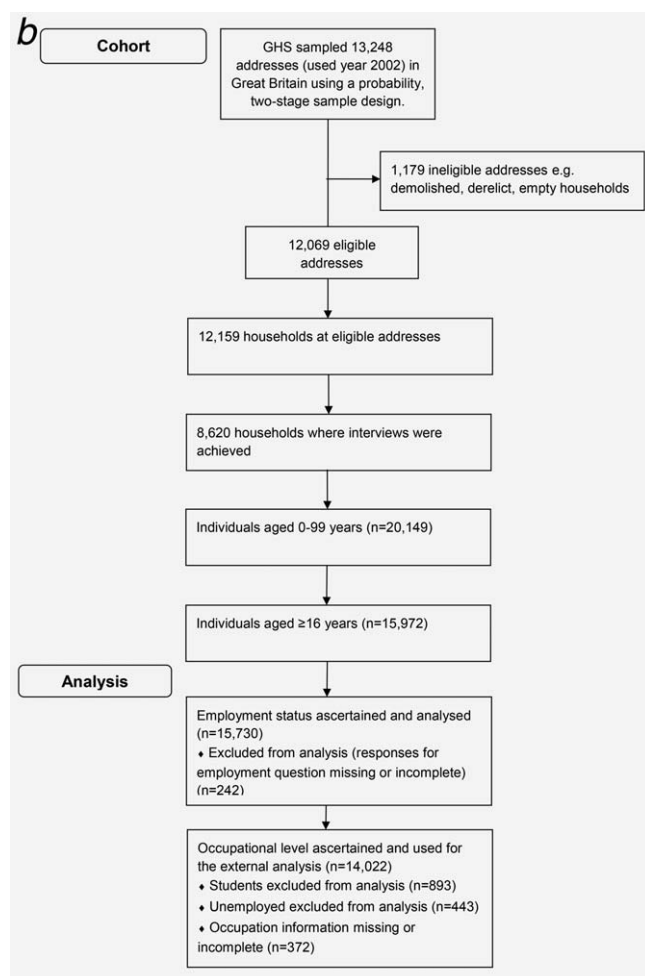 b
Cohort
GHS sampled 13,248
addresses (used year 2002) in
Great Britain using a probability,
two-stage sample design.
1,179 ineligible addresses e.g.
demolished, derelict, empty households
12,069 eligible
addresses
12,159 households at eligible addresses
8,620 households where interviews were
achieved
Individuals aged 0-99 years (n=20,149)
Individuals aged ≥16 years (n=15,972)
Analysis
Employment status ascertained and analysed
(n=15,730)
♦ Excluded from analysis (responses for
employment question missing or incomplete)
(n=242)
Occupational level ascertained and used for
the external analysis (n=14,022)
♦ Students excluded from analysis (n=893)
♦ Unemployed excluded from analysis (n=443)
♦ Occupation information missing or
incomplete (n=372)